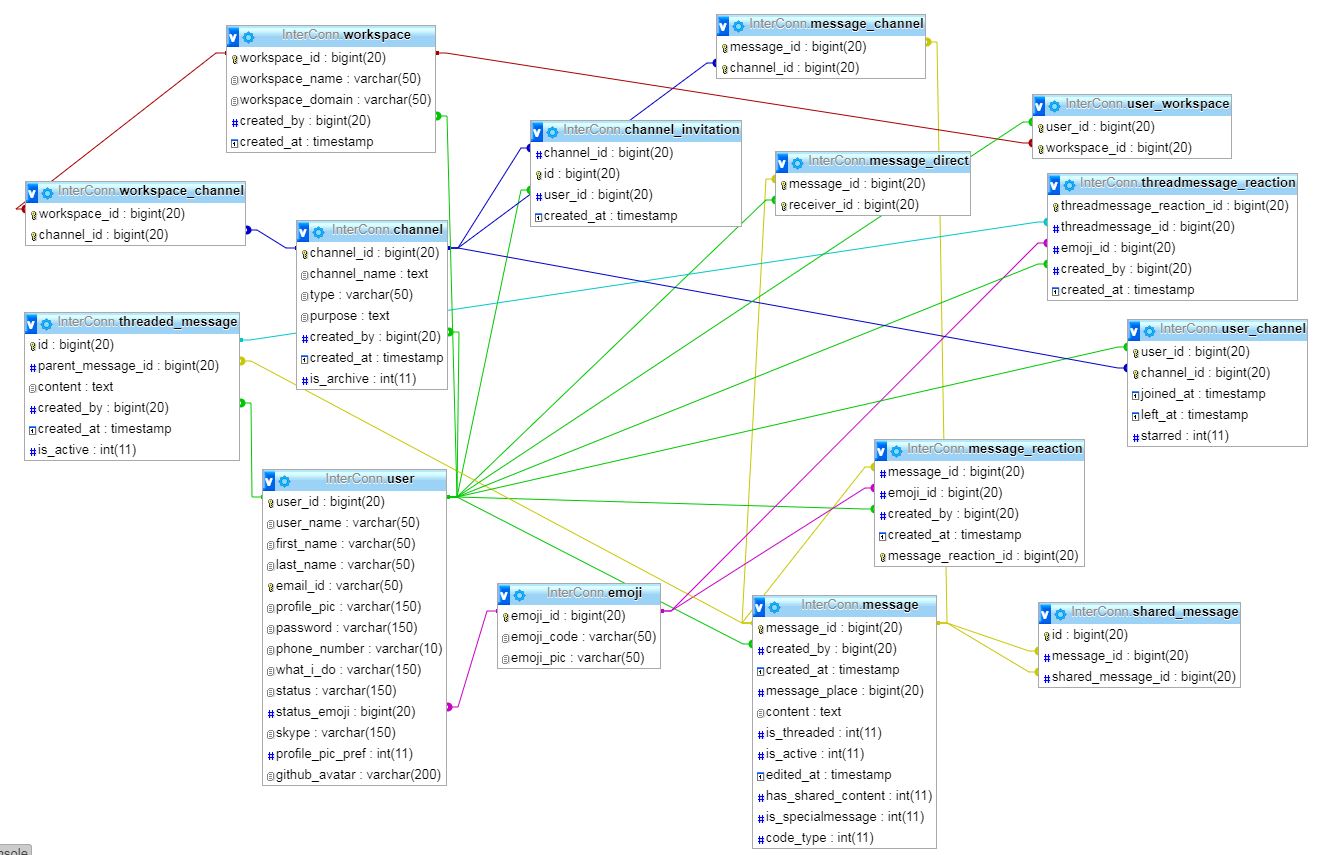 InterConn.workspace
workspace_id : bigint(20)
workspace_name : varchar(50)
workspace_domain : varchar(50)
created_by : bigint(20)
created_at : timestamp
InterConn.message_channel
message_id : bigint(20)
channel_id : bigint(20)
InterConn.user_workspace
user_id : bigint(20)
workspace_id : bigint(20)
InterConn.channel_invitation
channel_id : bigint(20)
id : bigint(20)
user_id : bigint(20)
created_at : timestamp
InterConn.message_direct
message_id : bigint(20)
receiver_id : bigint(20)
InterConn.workspace_channel
workspace_id : bigint(20)
channel_id : bigint(20)
InterConn.threadmessage_reaction
threadmessage_reaction_id : bigint(20)
threadmessage_id : bigint(20)
emoji_id : bigint(20)
created_by : bigint(20)
created_at : timestamp
InterConn.channel
channel_id : bigint(20)
channel_name : text
type : varchar(50)
purpose : text
created_by : bigint(20)
created_at : timestamp
is_archive : int(11)
InterConn.threaded_message
id : bigint(20)
parent_message_id : bigint(20)
content : text
created_by : bigint(20)
created_at : timestamp
is_active : int(11)
InterConn.user_channel
user_id : bigint(20)
channel_id : bigint(20)
joined_at : timestamp
left_at : timestamp
starred : int(11)
InterConn.user
user_id : bigint(20)
user_name : varchar(50)
first_name : varchar(50)
last_name : varchar(50)
email_id : varchar(50)
profile_pic : varchar(150)
password : varchar(150)
phone_number : varchar(10)
what_i_do : varchar(150)
status : varchar(150)
status_emoji : bigint(20)
skype : varchar(150)
profile_pic_pref : int(11)
github_avatar : varchar(200)
InterConn.message_reaction
message_id : bigint(20)
emoji_id : bigint(20)
created_by : bigint(20)
created_at : timestamp
message_reaction_id : bigint(20)
InterConn.emoji
emoji_id : bigint(20)
emoji_code : varchar(50)
emoji_pic : varchar(50)
InterConn.message
message_id : bigint(20)
created_by : bigint(20)
created_at : timestamp
message_place : bigint(20)
content : text
is_threaded : int(11)
is_active : int(11)
edited_at : timestamp
has_shared_content : int(11)
is_specialmessage : int(11)
code_type : int(11)
InterConn.shared_message
id : bigint(20)
message_id : bigint(20)
shared_message_id : bigint(20)